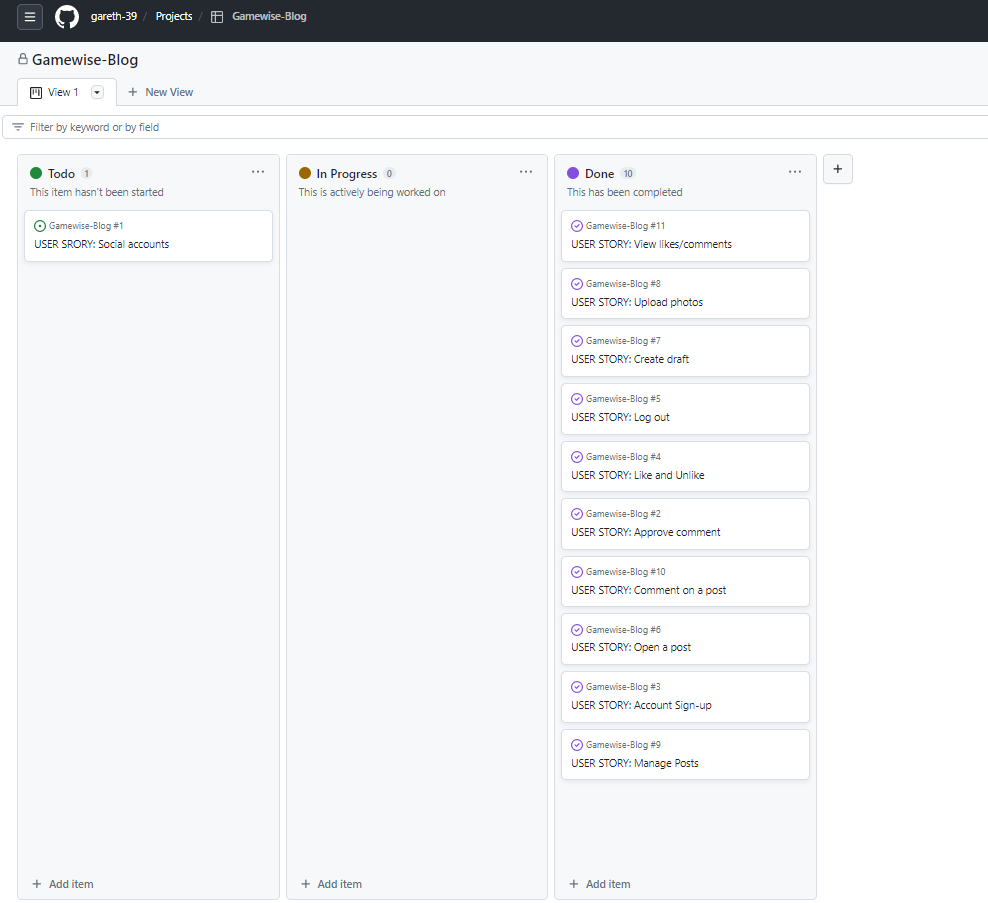 gareth-39 / Projects / Gamewise-Blog
Gamewise-Blog
View 1
New View
Filter by keyword or by field
Todo 1
This item hasn't been started
Gamewise-Blog #1
USER SRORY: Social accounts
Add item
In Progress 0
This is actively being worked on
Add item
Done 10
This has been completed
Gamewise-Blog #11
USER STORY: View likes/comments
Gamewise-Blog #8
USER STORY: Upload photos
Gamewise-Blog #7
USER STORY: Create draft
Gamewise-Blog #5
USER STORY: Log out
Gamewise-Blog #4
USER STORY: Like and Unlike
Gamewise-Blog #2
USER STORY: Approve comment
Gamewise-Blog #10
USER STORY: Comment on a post
Gamewise-Blog #6
USER STORY: Open a post
Gamewise-Blog #3
USER STORY: Account Sign-up
Gamewise-Blog #9
USER STORY: Manage Posts
Add item